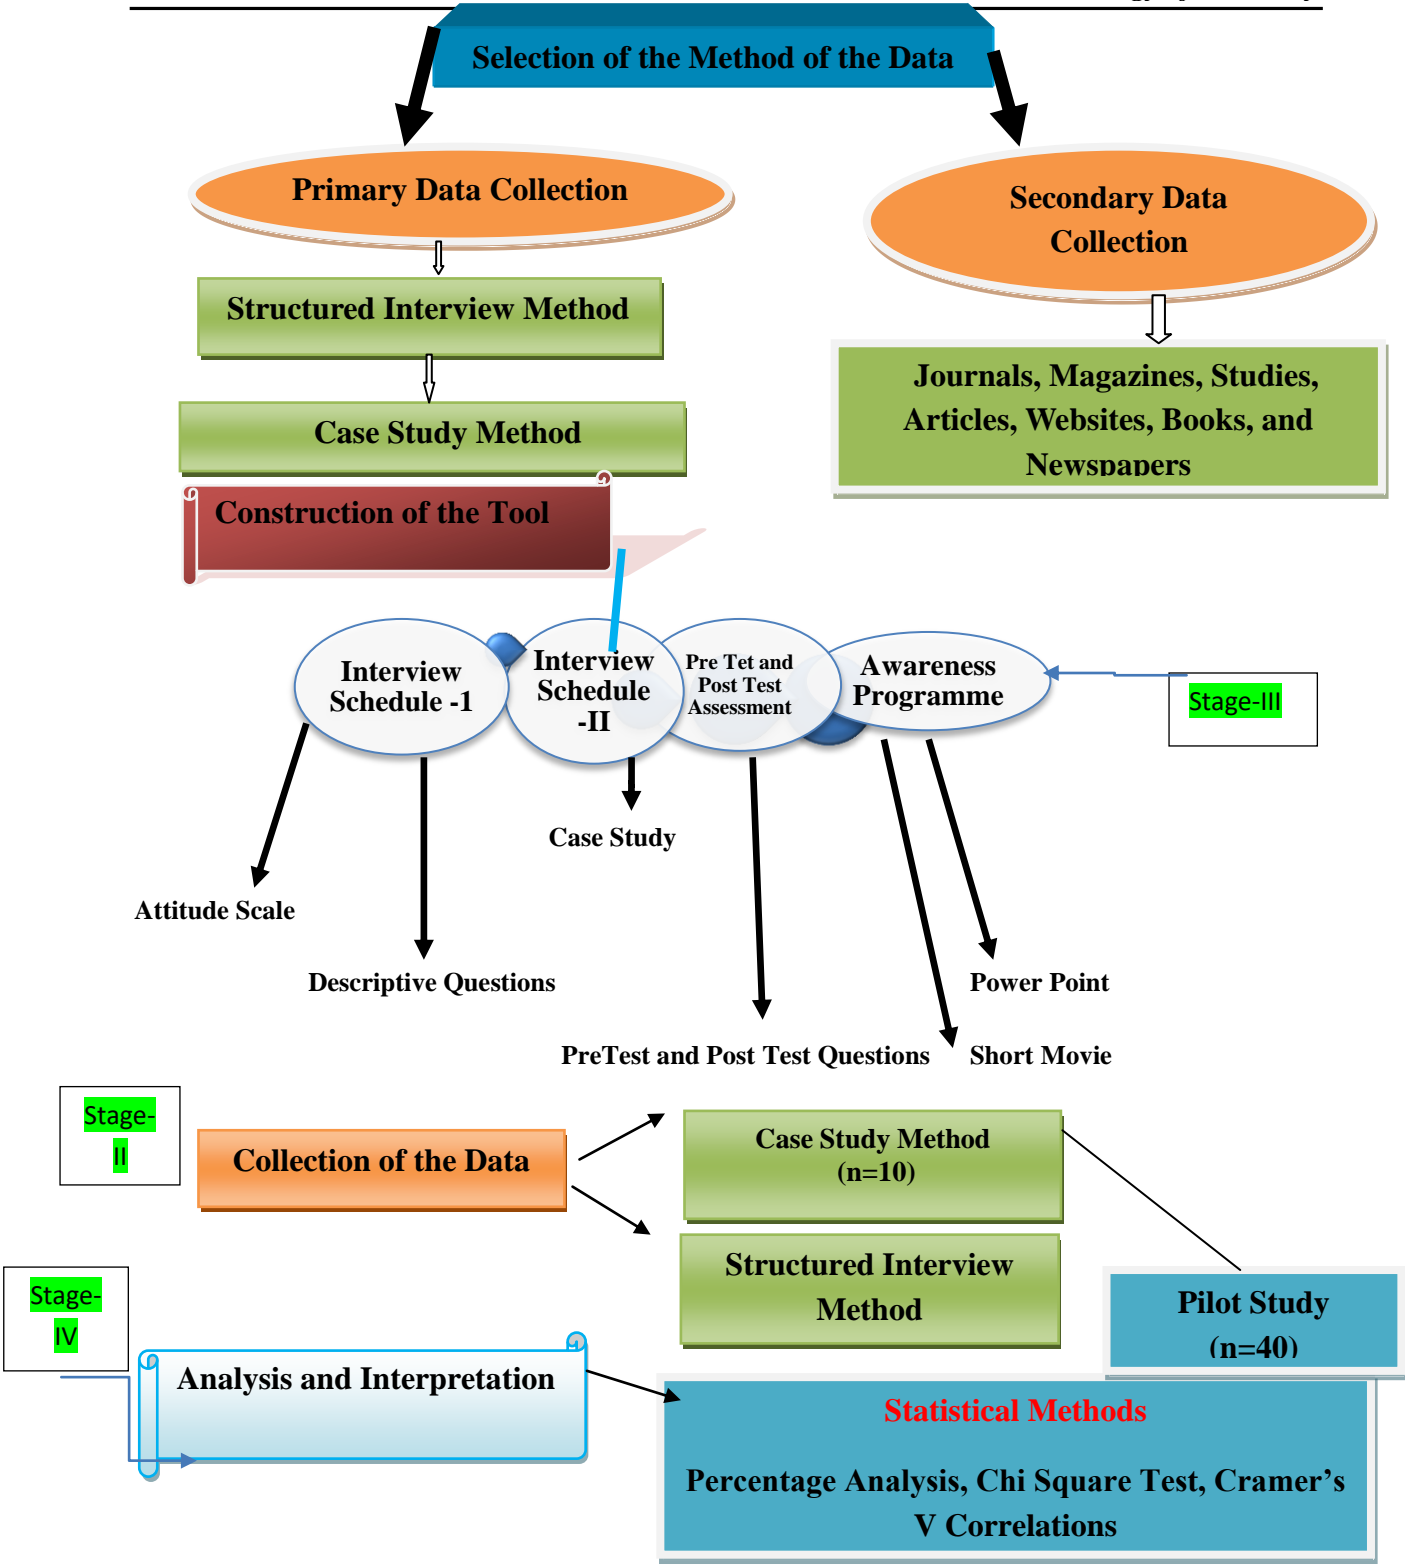 Selection of the Method of the Data
Primary Data Collection
Secondary Data
Collection
Structured Interview Method
Journals, Magazines, Studies,
Articles, Websites, Books, and
Newspapers
Case Study Method
Construction of the Tool
Interview
Schedule -1
Interview
Schedule
-II
Pre Tet and
Post Test
Assessment
Awareness
Programme
Stage-III
Case Study
Attitude Scale
Descriptive Questions
Power Point
PreTest and Post Test Questions
Short Movie
Stage-
II
Collection of the Data
Case Study Method
(n=10)
Structured Interview
Method
Pilot Study
(n=40)
Stage-
IV
Analysis and Interpretation
Statistical Methods
Percentage Analysis, Chi Square Test, Cramer’s
V Correlations